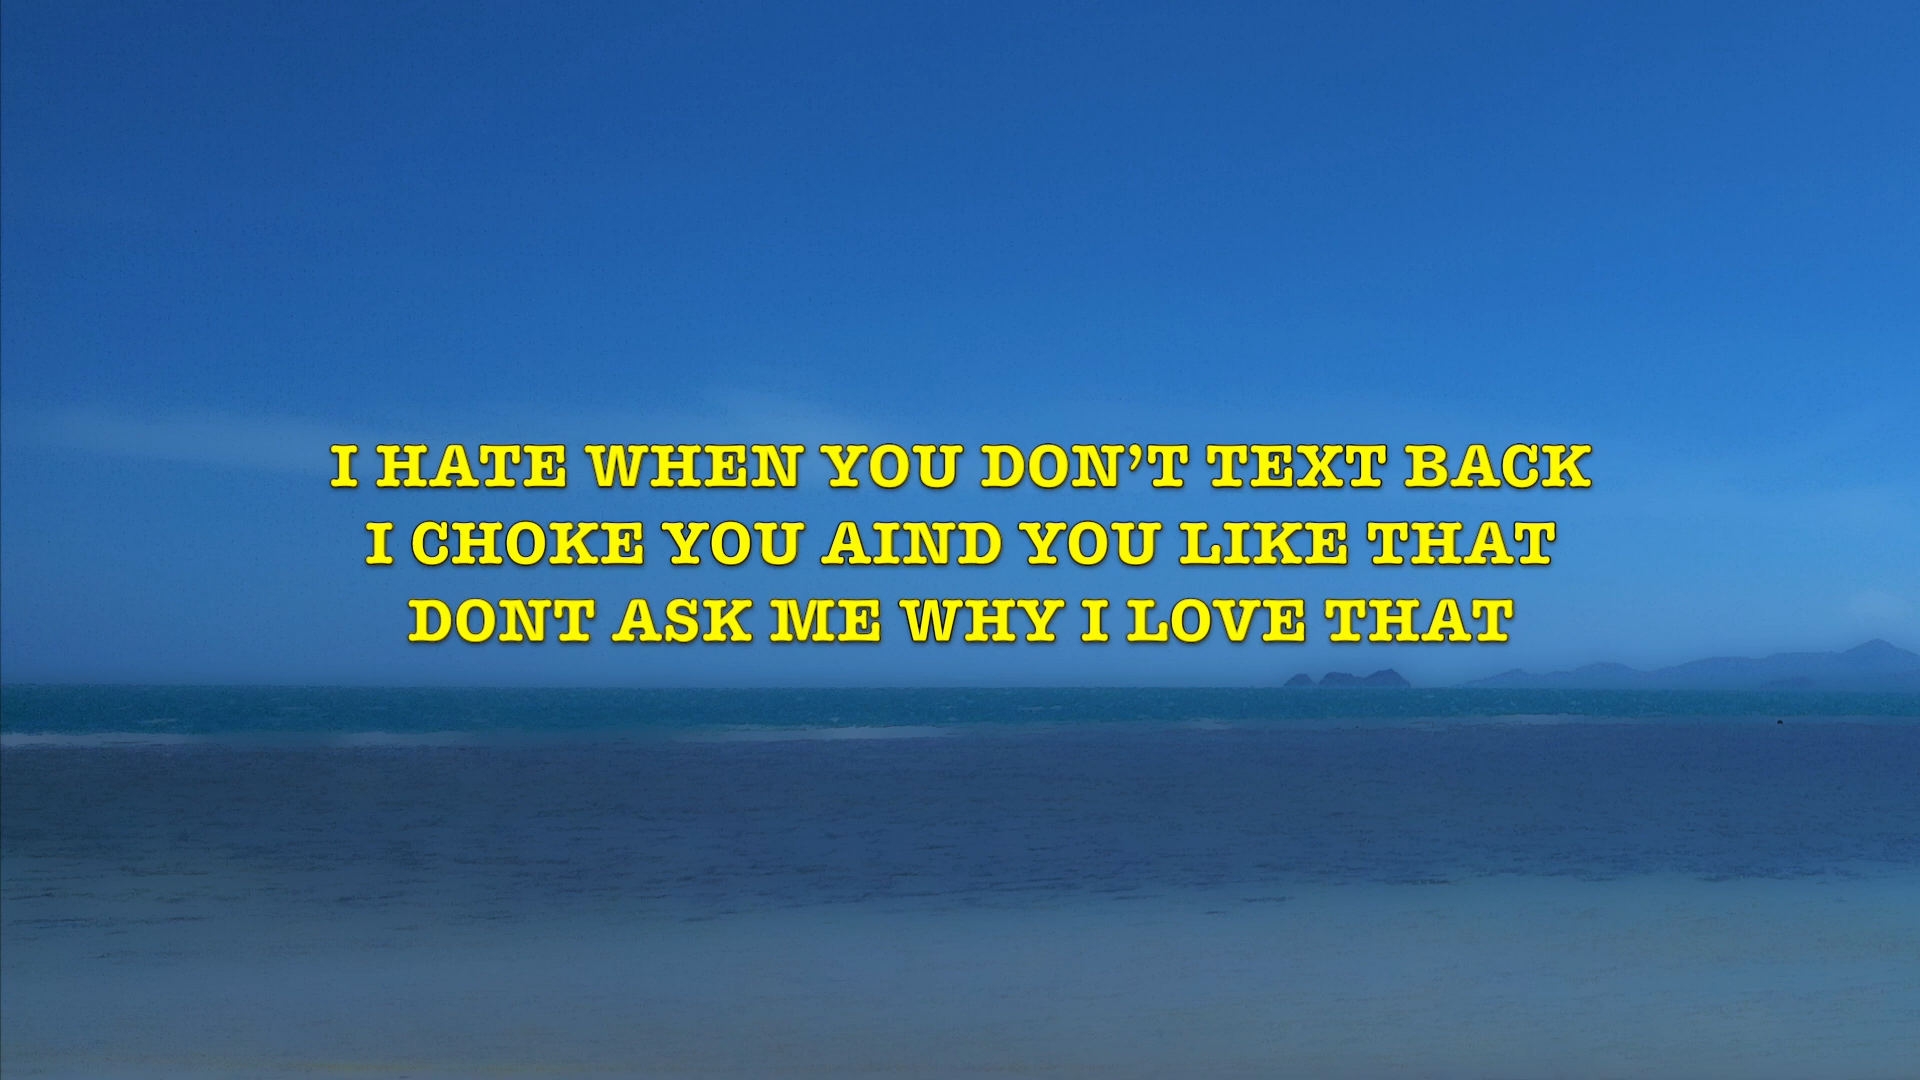 I HATE WHEN YOU DON’T TEXT BACK
I CHOKE YOU AIND YOU LIKE THAT
DONT ASK ME WHY I LOVE THAT